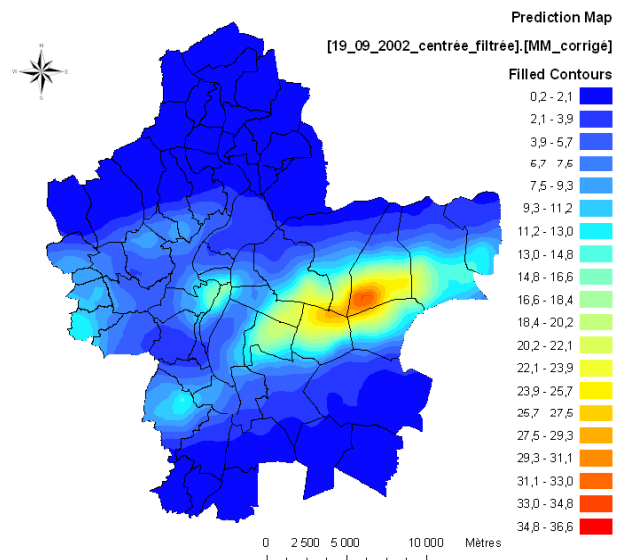 Prediction Map
[19_09_2002_centrée_filtrée].[MM_corrigé]
Filled Contours
0,2 - 2,1
2,1 - 3,9
3,9 - 5,7
6,7 7,6
7,5 - 9,3
9,3 - 11,2
11,2 - 13,0
13,0 - 14,8
14,8 - 16,6
16,6 - 18,4
18,4 - 20,2
20,2 - 22,1
22,1 - 23,9
23,9 - 25,7
25,7 - 27,5
27,5 - 29,3
29,3 - 31,1
31,1 - 33,0
33,0 - 34,8
34,8 - 36,6
N
W E
S
0 2 500 5 000 10 000 Mètres